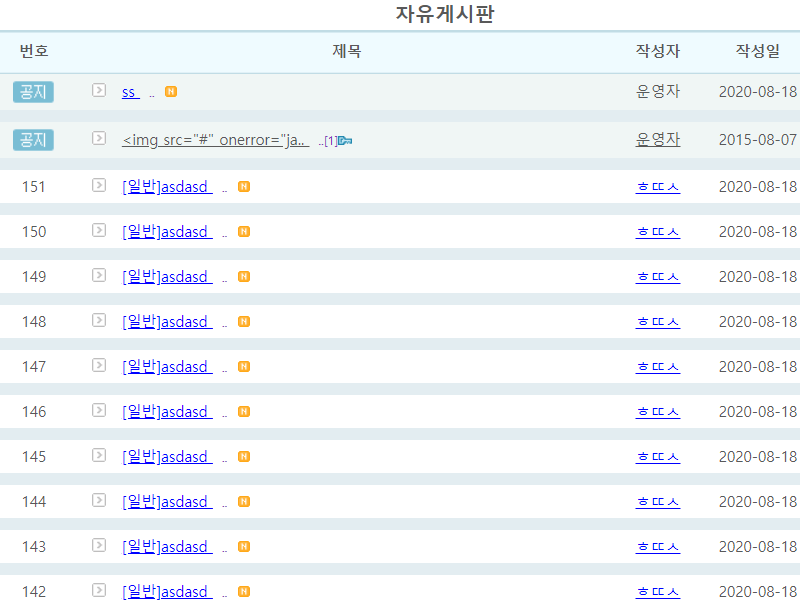 자유게시판
번호 제목 작성자 작성일
공지 ss .. N 운영자 2020-08-18
공지 <img src="#" onerror="ja.. ..[1] 운영자 2015-08-07
151 [일반]asdasd .. N ㅎㄸㅅ 2020-08-18
150 [일반]asdasd .. N ㅎㄸㅅ 2020-08-18
149 [일반]asdasd .. N ㅎㄸㅅ 2020-08-18
148 [일반]asdasd .. N ㅎㄸㅅ 2020-08-18
147 [일반]asdasd .. N ㅎㄸㅅ 2020-08-18
146 [일반]asdasd .. N ㅎㄸㅅ 2020-08-18
145 [일반]asdasd .. N ㅎㄸㅅ 2020-08-18
144 [일반]asdasd .. N ㅎㄸㅅ 2020-08-18
143 [일반]asdasd .. N ㅎㄸㅅ 2020-08-18
142 [일반]asdasd .. N ㅎㄸㅅ 2020-08-18